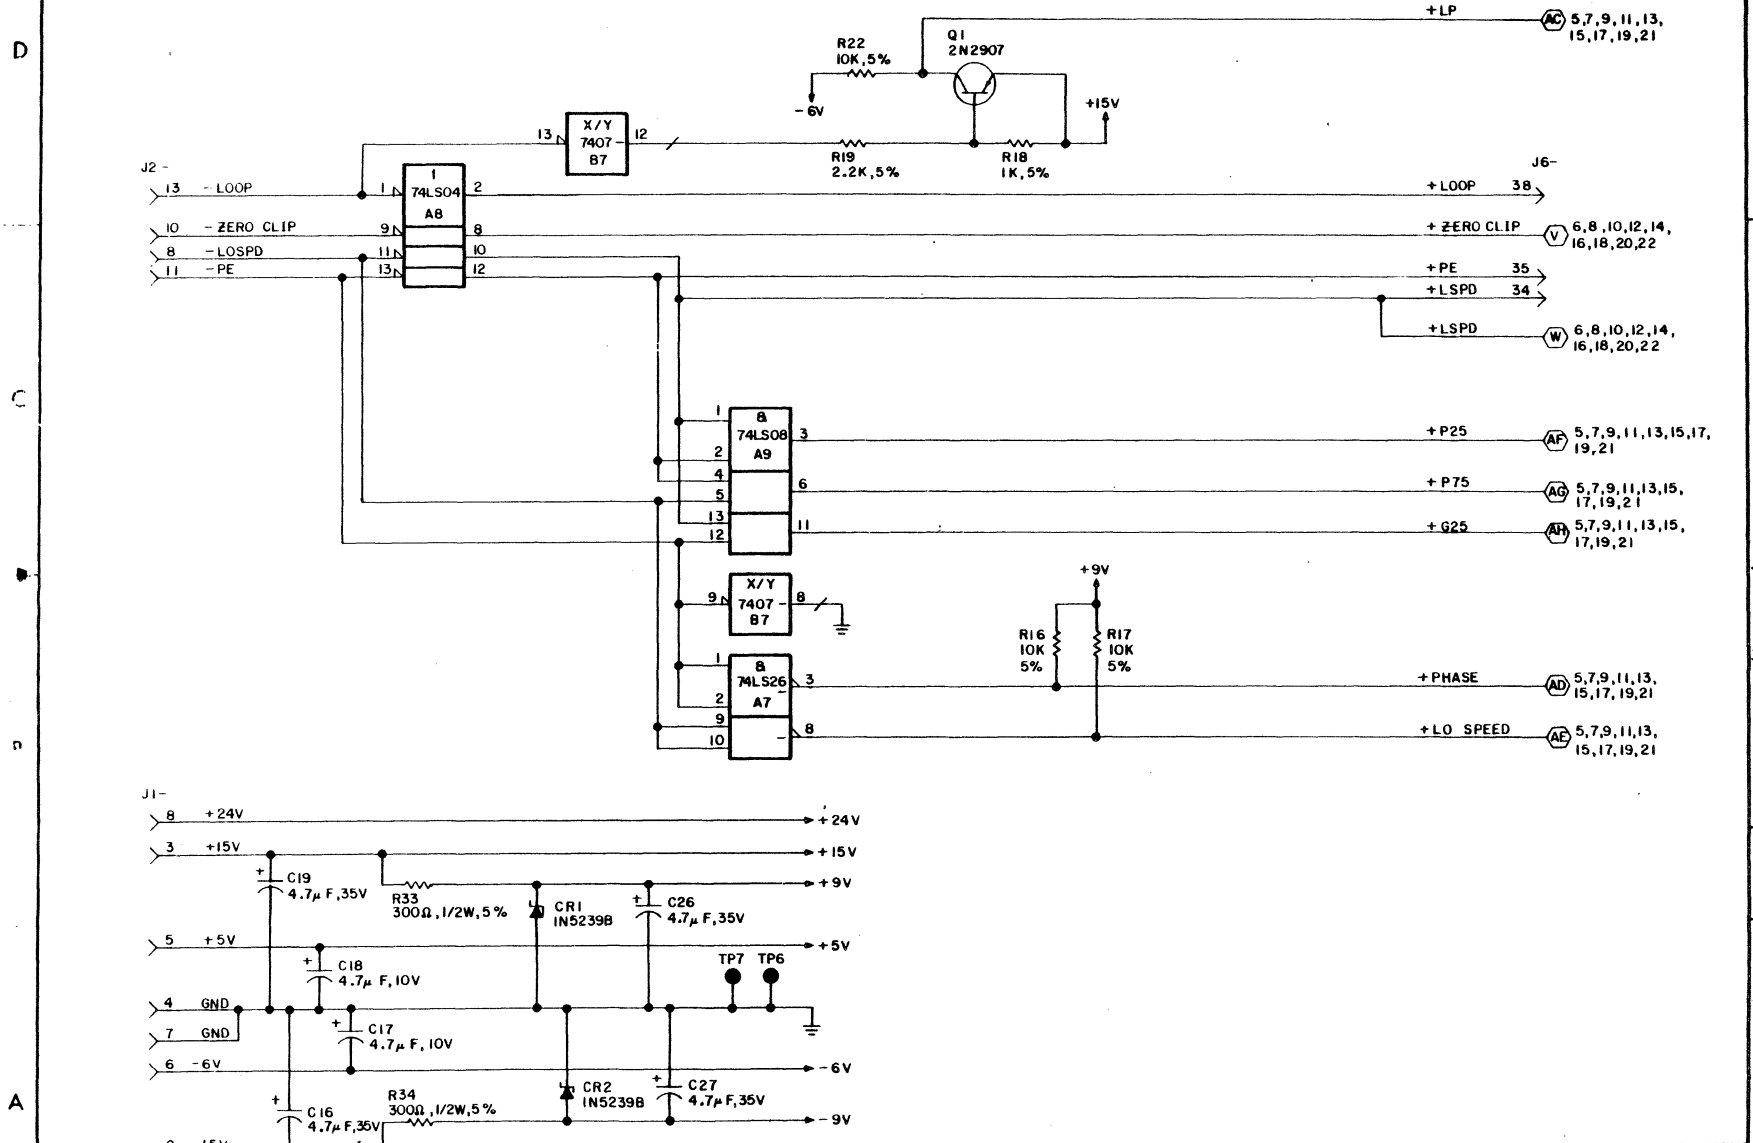 D
+LP
AC 5,7,9,11,13,
15,17,19,21
Q1
2N2907
R22
10K,5%
-6V
+15V
X/Y
13 7407 12
B7
R19
2.2K,5%
R18
1K,5%
J2-
J6-
13 -LOOP 1 2 +LOOP 38
1
74LS04
A8
10 -ZERO CLIP 9 8 +ZERO CLIP V 6,8,10,12,14,
16,18,20,22
8 -LOSPD 11 10
11 -PE 13 12 +PE 35
+LSPD 34
+LSPD W 6,8,10,12,14,
16,18,20,22
C
1 & 3 +P25 AF 5,7,9,11,13,15,17,
19,21
74LS08
2 A9
4
5 6 +P75 AG 5,7,9,11,13,15,
17,19,21
13 11 +G25 AH 5,7,9,11,13,15,
17,19,21
12
+9V
X/Y
9 7407 8
B7
R16
10K
5%
R17
10K
5%
1 & 3 +PHASE AD 5,7,9,11,13,
15,17,19,21
74LS26
2 A7
9 8 +LO SPEED AE 5,7,9,11,13,
15,17,19,21
10
J1-
8 +24V +24V
3 +15V +15V
+ C19
4.7µF,35V
R33
300Ω,1/2W,5%
+9V
CR1
1N5239B
+ C26
4.7µF,35V
5 +5V +5V
+ C18
4.7µF,10V
TP7 TP6
4 GND
7 GND
+ C17
4.7µF,10V
6 -6V -6V
A
+ C16
4.7µF,35V
R34
300Ω,1/2W,5%
CR2
1N5239B
+ C27
4.7µF,35V
-9V